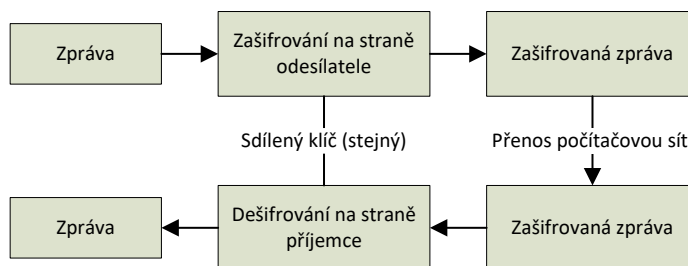 Zpráva
Zašifrování na straně
odesílatele
Zašifrovaná zpráva
Sdílený klíč (stejný)
Přenos počítačovou sít
Zpráva
Dešifrování na straně
příjemce
Zašifrovaná zpráva